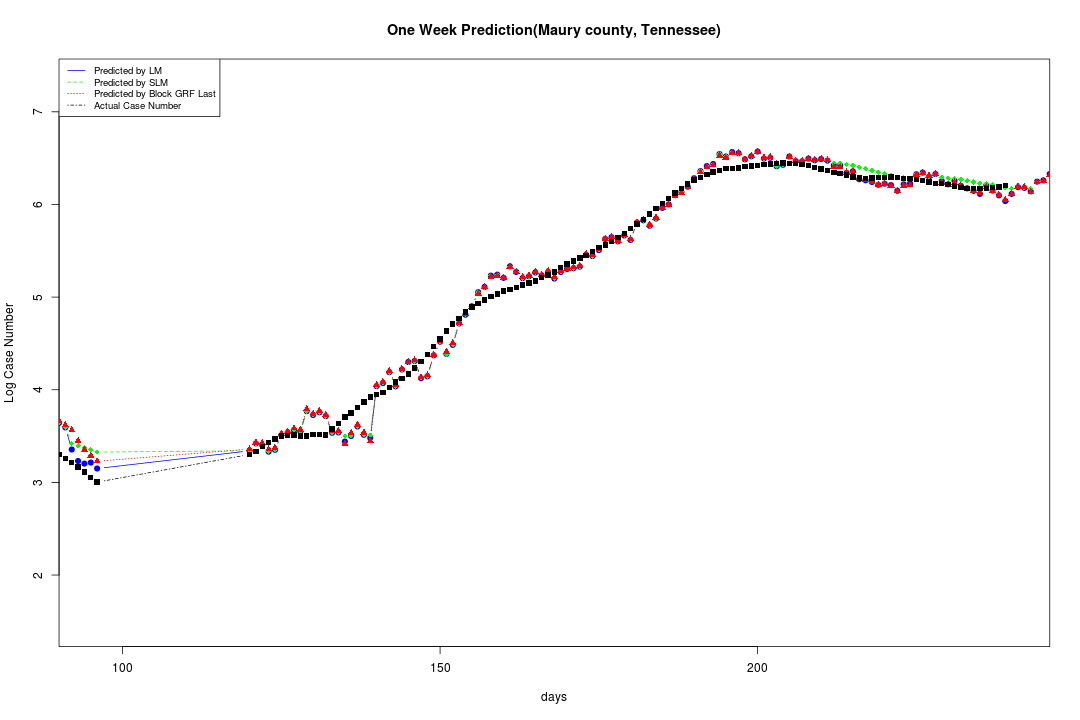 One Week Prediction(Maury county, Tennessee)
Predicted by LM
Predicted by SLM
Predicted by Block GRF Last
Actual Case Number
7
6
5
4
3
2
Log Case Number
100 150 200
days